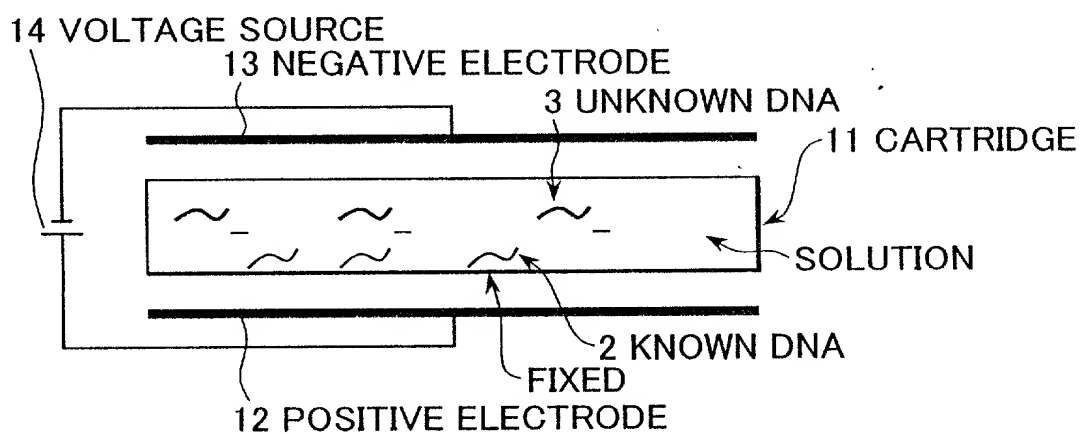 14 VOLTAGE SOURCE
13 NEGATIVE ELECTRODE
3 UNKNOWN DNA
11 CARTRIDGE
SOLUTION
2 KNOWN DNA
FIXED
12 POSITIVE ELECTRODE